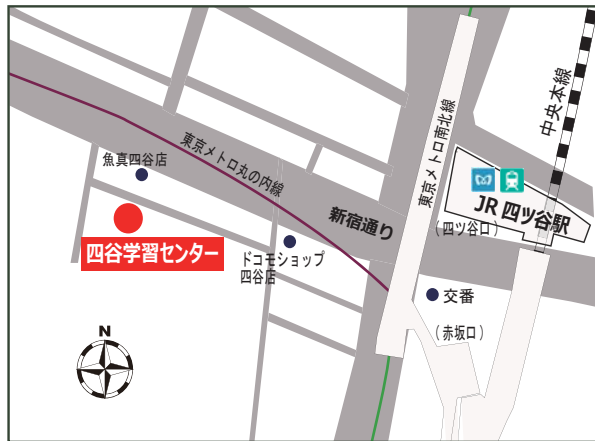 中央本線
東京メトロ南北線
東京メトロ丸の内線
魚真四谷店
JR 四ツ谷駅
新宿通り
(四ツ谷口)
四谷学習センター
ドコモショップ
四谷店
交番
(赤坂口)
N